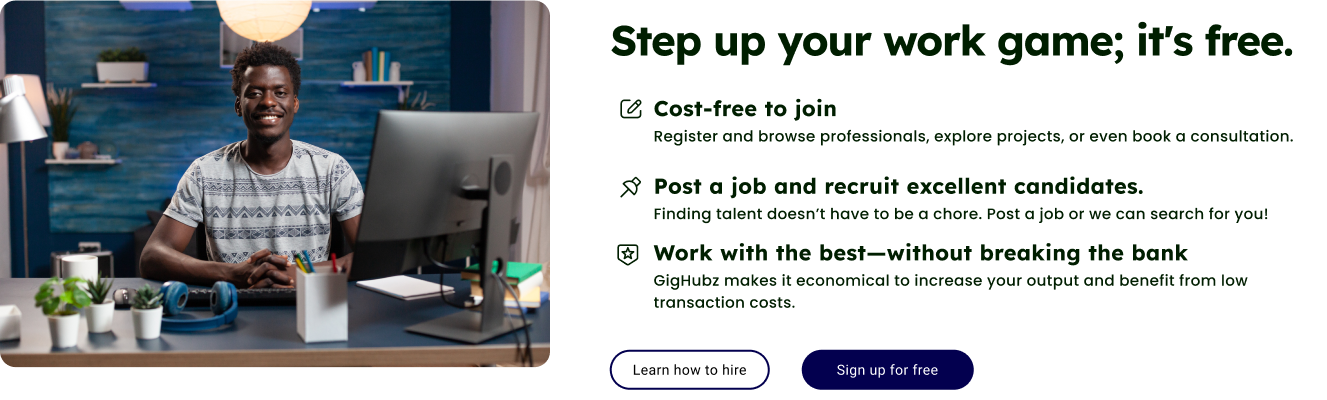 Step up your work game; it's free.
Cost-free to join
Register and browse professionals, explore projects, or even book a consultation.
Post a job and recruit excellent candidates.
Finding talent doesn’t have to be a chore. Post a job or we can search for you!
Work with the best—without breaking the bank
GigHubz makes it economical to increase your output and benefit from low
transaction costs.
Learn how to hire
Sign up for free